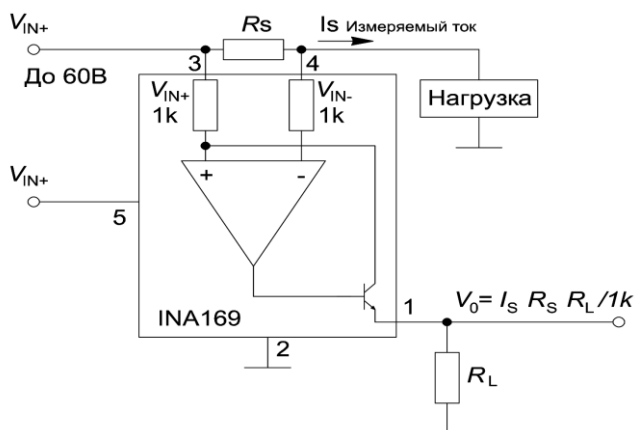 VIN+
Rs
Is Измеряемый ток
До 60В
3
4
VIN+
1k
VIN-
1k
Нагрузка
+
-
VIN+
5
INA169
1
V0= IS RS RL /1k
2
RL